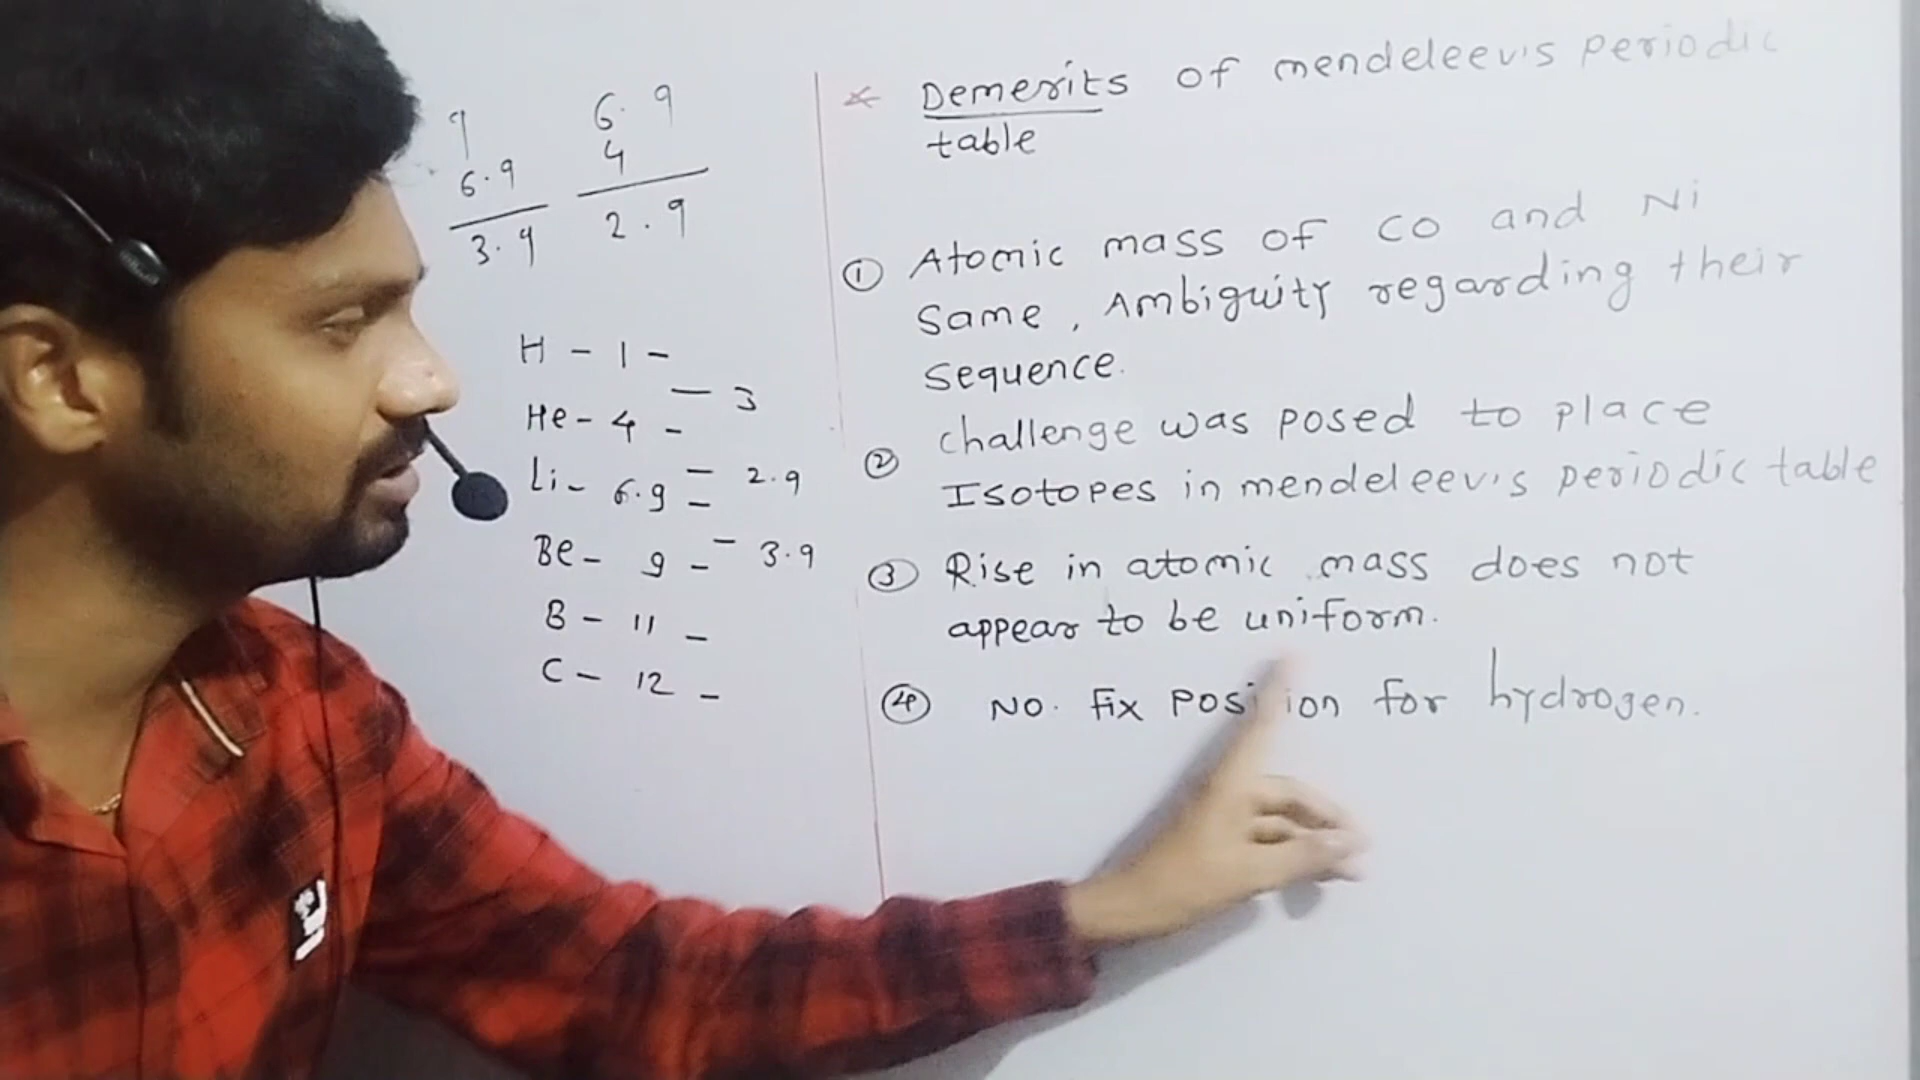 9
6.9
3.9
6.9
4
2.9
H - 1 -
- 3
He - 4 -
Li - 6.9 - 2.9
Be - 9 - 3.9
B - 11 -
C - 12 -
* Demerits of mendeleev's periodic
table
① Atomic mass of CO and Ni
Same, Ambiguity regarding their
Sequence.
② challenge was posed to place
Isotopes in mendeleev's periodic table
③ Rise in atomic mass does not
appear to be uniform.
④ NO. fix position for hydrogen.